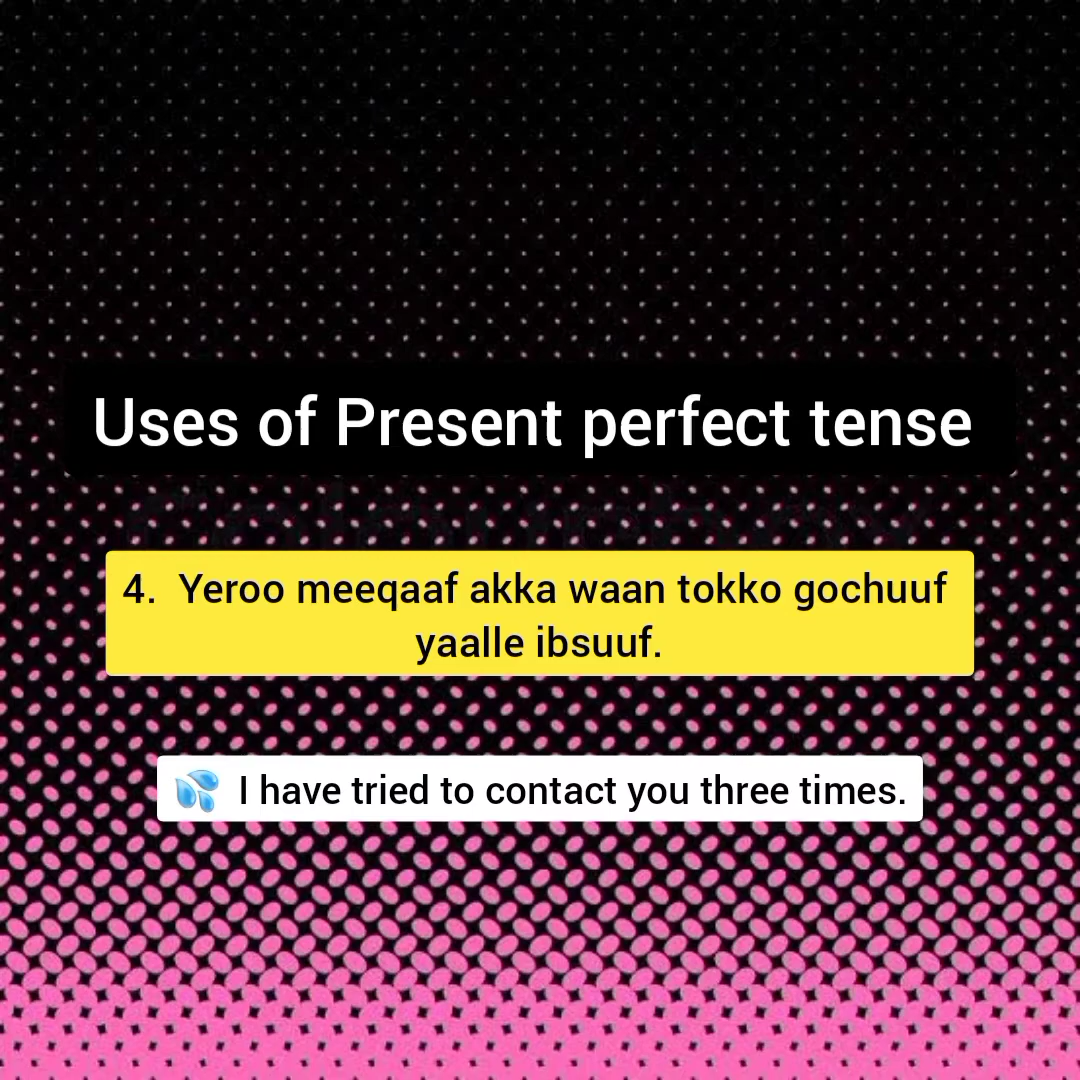 Uses of Present perfect tense
4. Yeroo meeqaaf akka waan tokko gochuuf
yaalle ibsuuf.
💦 I have tried to contact you three times.